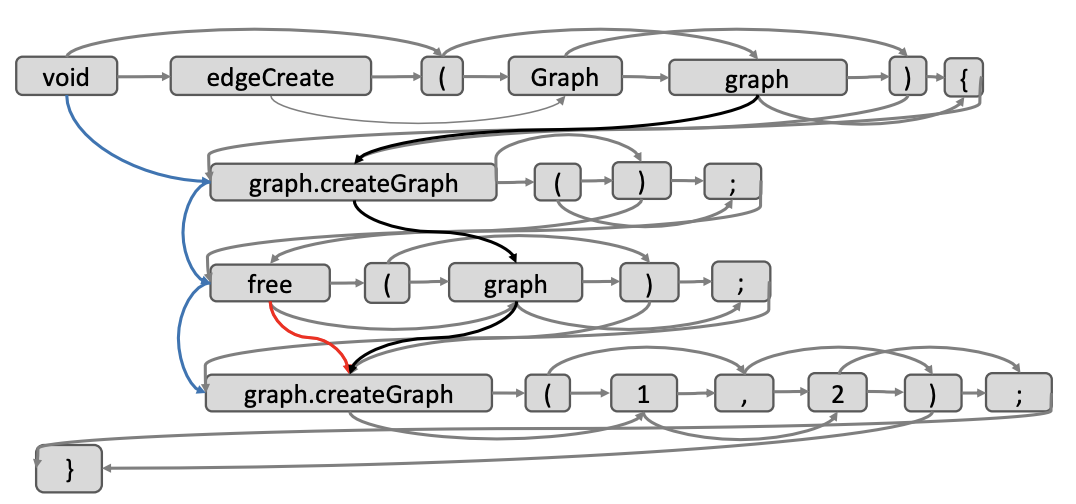 void edgeCreate ( Graph graph ) {
graph.createGraph ( ) ;
free ( graph ) ;
graph.createGraph ( 1 , 2 ) ;
}